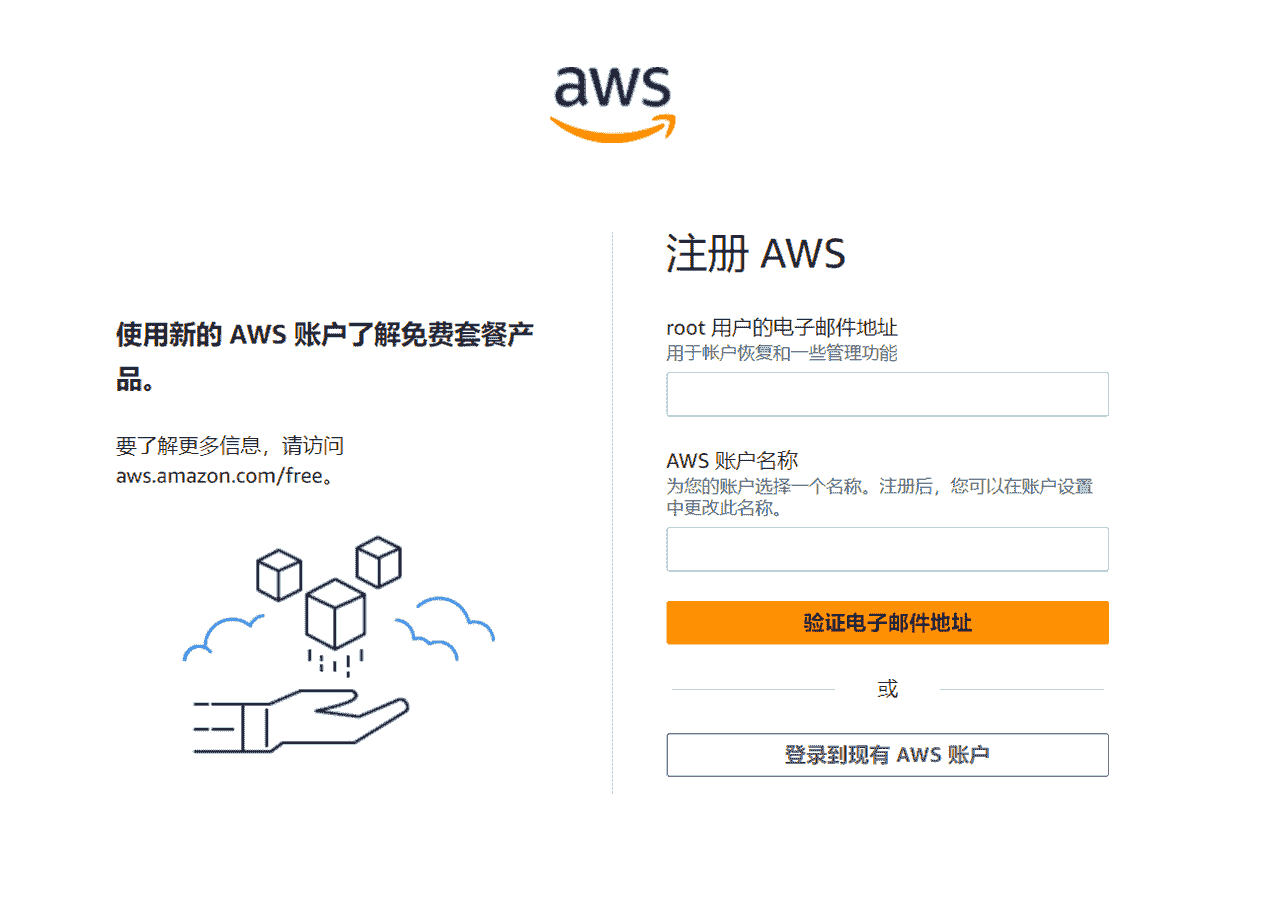 aws
使用新的 AWS 账户了解免费套餐产
品。
要了解更多信息，请访问
aws.amazon.com/free。
注册 AWS
root 用户的电子邮件地址
用于帐户恢复和一些管理功能
AWS 账户名称
为您的账户选择一个名称。注册后，您可以在账户设置
中更改此名称。
验证电子邮件地址
或
登录到现有 AWS 账户